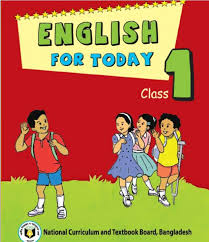 ENGLISH
FOR TODAY
Class 1
National Curriculum and Textbook Board, Bangladesh